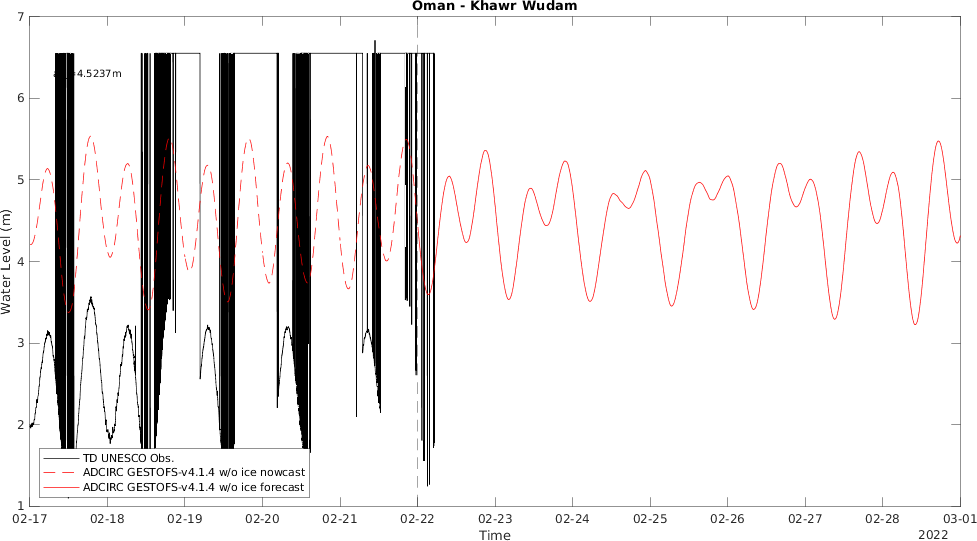 Oman - Khawr Wudam
7
6
5
4
3
2
1
Water Level (m)
=4.5237m
TD UNESCO Obs.
ADCIRC GESTOFS-v4.1.4 w/o ice nowcast
ADCIRC GESTOFS-v4.1.4 w/o ice forecast
02-17 02-18 02-19 02-20 02-21 02-22 02-23 02-24 02-25 02-26 02-27 02-28 03-01
Time
2022